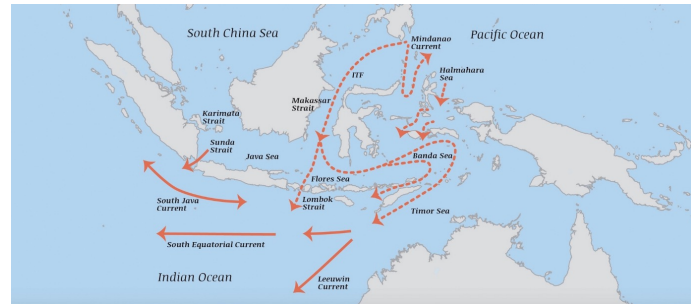 South China Sea
Pacific Ocean
Mindanao
Current
Halmahara
Sea
ITF
Makassar
Strait
Karimata
Strait
Sunda
Strait
Java Sea
Banda Sea
Flores Sea
Lombok
Strait
South Java
Current
Timor Sea
South Equatorial Current
Indian Ocean
Leeuwin
Current